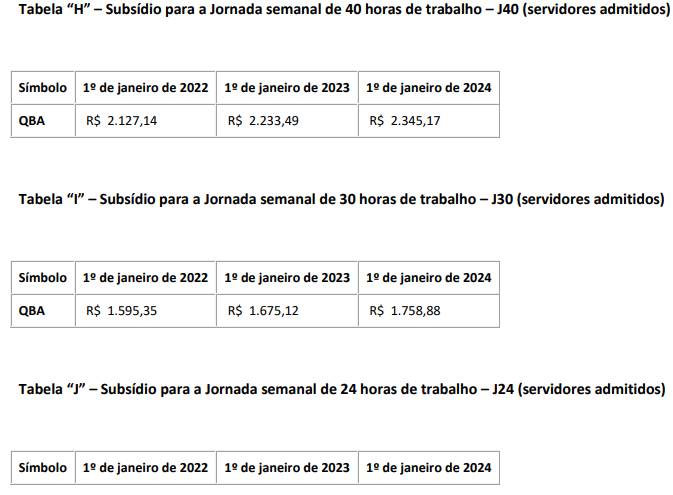 Tabela “H” – Subsídio para a Jornada semanal de 40 horas de trabalho – J40 (servidores admitidos)
Símbolo 1º de janeiro de 2022 1º de janeiro de 2023 1º de janeiro de 2024
QBA R$ 2.127,14 R$ 2.233,49 R$ 2.345,17
Tabela “I” – Subsídio para a Jornada semanal de 30 horas de trabalho – J30 (servidores admitidos)
Símbolo 1º de janeiro de 2022 1º de janeiro de 2023 1º de janeiro de 2024
QBA R$ 1.595,35 R$ 1.675,12 R$ 1.758,88
Tabela “J” – Subsídio para a Jornada semanal de 24 horas de trabalho – J24 (servidores admitidos)
Símbolo 1º de janeiro de 2022 1º de janeiro de 2023 1º de janeiro de 2024